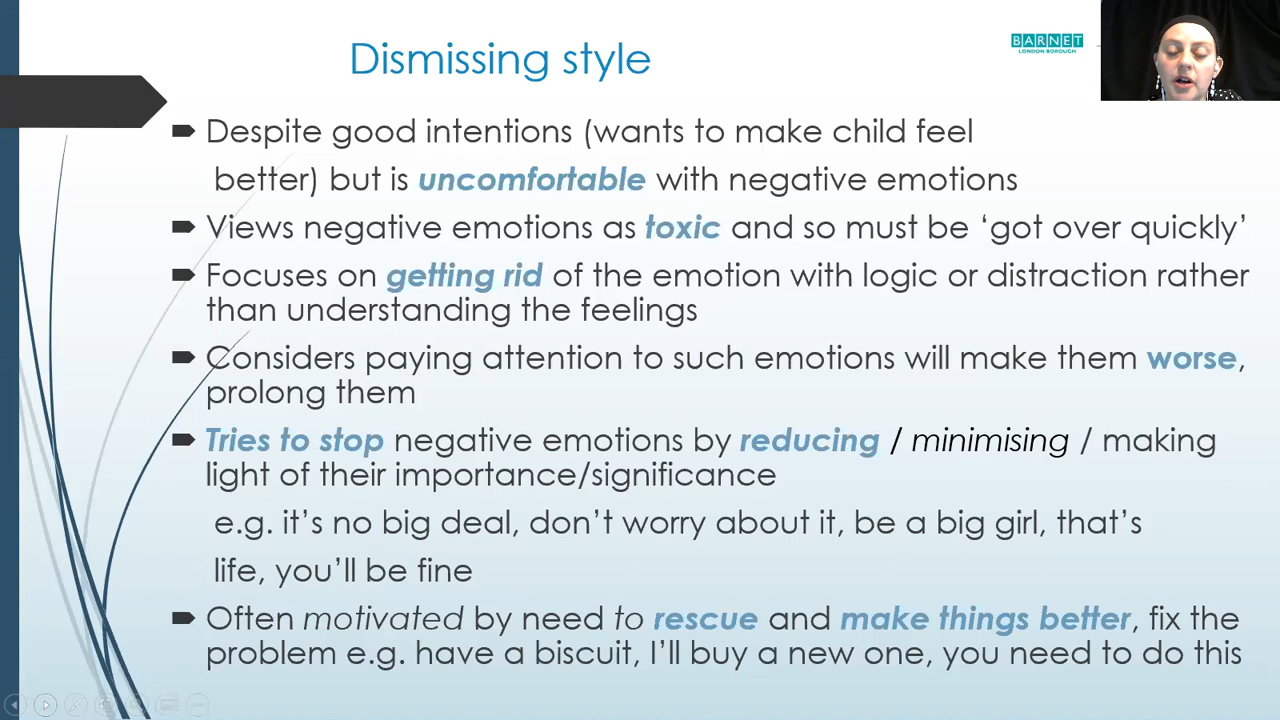 Dismissing style
BARNET
LONDON BOROUGH
Despite good intentions (wants to make child feel
better) but is uncomfortable with negative emotions
Views negative emotions as toxic and so must be ‘got over quickly’
Focuses on getting rid of the emotion with logic or distraction rather
than understanding the feelings
Considers paying attention to such emotions will make them worse,
prolong them
Tries to stop negative emotions by reducing / minimising / making
light of their importance/significance
e.g. it’s no big deal, don’t worry about it, be a big girl, that’s
life, you’ll be fine
Often motivated by need to rescue and make things better, fix the
problem e.g. have a biscuit, I’ll buy a new one, you need to do this